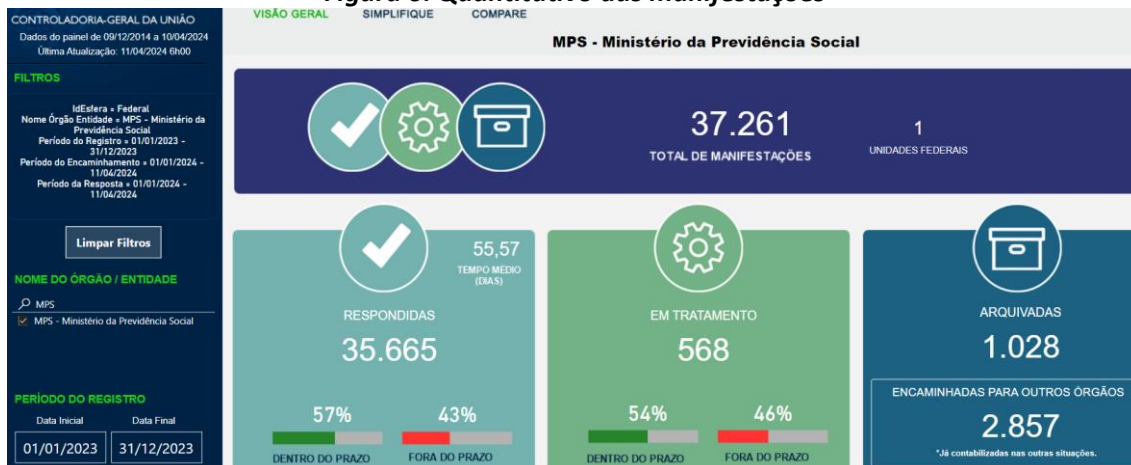 Figura 3: Quantitativo das Manifestações
CONTROLADORIA-GERAL DA UNIÃO
Dados do painel de 09/12/2014 a 10/04/2024
Última Atualização: 11/04/2024 6h00
FILTROS
IdEsfera = Federal
Nome Órgão Entidade = MPS - Ministério da
Previdência Social
Período do Registro = 01/01/2023 -
31/12/2023
Período do Encaminhamento = 01/01/2024 -
11/04/2024
Período da Resposta = 01/01/2024 -
11/04/2024
Limpar Filtros
NOME DO ÓRGÃO / ENTIDADE
MPS
MPS - Ministério da Previdência Social
PERÍODO DO REGISTRO
Data Inicial Data Final
01/01/2023 31/12/2023
VISÃO GERAL SIMPLIFIQUE COMPARE
MPS - Ministério da Previdência Social
37.261
TOTAL DE MANIFESTAÇÕES
1
UNIDADES FEDERAIS
55,57
TEMPO MÉDIO
(DIAS)
RESPONDIDAS
35.665
57% 43%
DENTRO DO PRAZO FORA DO PRAZO
EM TRATAMENTO
568
54% 46%
DENTRO DO PRAZO FORA DO PRAZO
ARQUIVADAS
1.028
ENCAMINHADAS PARA OUTROS ÓRGÃOS
2.857
*Já contabilizadas nas outras situações.